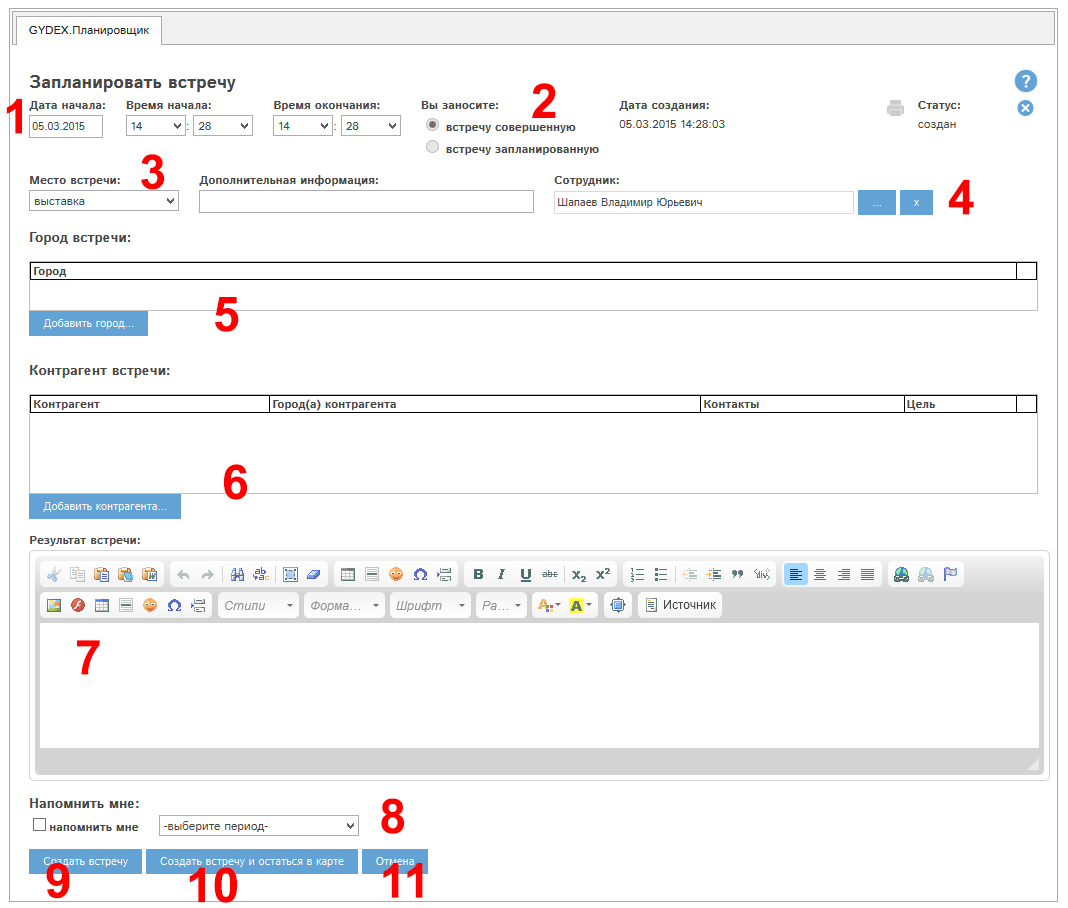 GYDEX.Планировщик
Запланировать встречу
?
1 Дата начала: Время начала: Время окончания: Вы заносите: 2 Дата создания: Статус:
05.03.2015 14 : 28 14 : 28 встречу совершенную 05.03.2015 14:28:03 создан
встречу запланированную
Место встречи: 3 Дополнительная информация: Сотрудник:
выставка Шапаев Владимир Юрьевич ... x 4
Город встречи:
Город
Добавить город... 5
Контрагент встречи:
Контрагент Город(а) контрагента Контакты Цель
6
Добавить контрагента...
Результат встречи:
B I U abc X₂ X² div
Стили Форма... Шрифт Ра... A A Источник
7
Напомнить мне:
напомнить мне -выберите период- 8
Создать встречу Создать встречу и остаться в карте Отмена
9 10 11